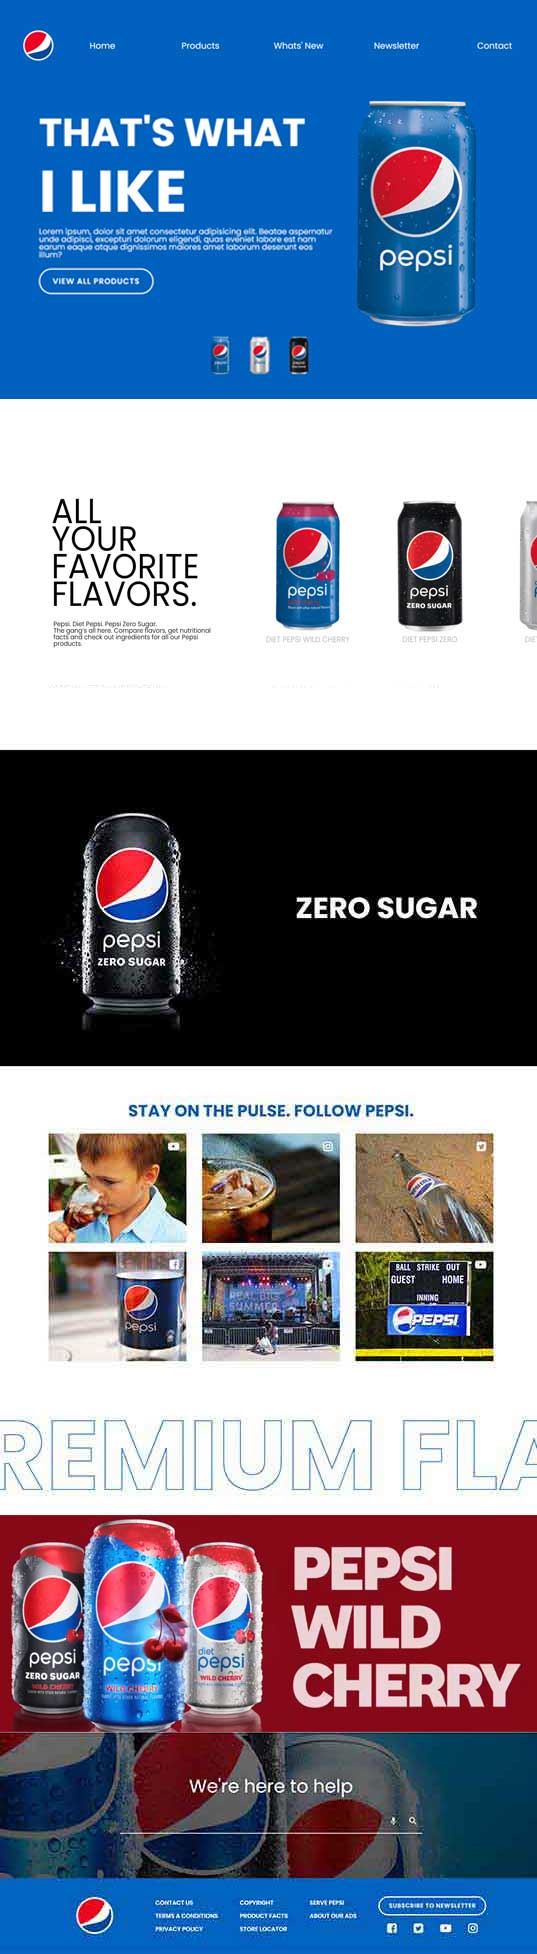 Home
Products
Whats' New
Newsletter
Contact
THAT'S WHAT
I LIKE
Lorem ipsum, dolor sit amet consectetur adipisicing elit. Beatae aspernatur
unde adipisci, excepturi dolorum eligendi, quas eveniet labore est nam
earum eaque atque dignissimos maiores amet laborum deserunt eos
illum?
VIEW ALL PRODUCTS
pepsi
ALL
YOUR
FAVORITE
FLAVORS.
Pepsi. Diet Pepsi. Pepsi Zero Sugar.
The gang's all here. Compare flavors, get nutritional
facts and check out ingredients for all our Pepsi
products.
pepsi
DIET PEPSI WILD CHERRY
pepsi
ZERO SUGAR
DIET PEPSI ZERO
DIET
pepsi
ZERO SUGAR
ZERO SUGAR
STAY ON THE PULSE. FOLLOW PEPSI.
pepsi
REAL BIG
SUMMER
BALL STRIKE OUT
GUEST HOME
INNING
PEPSI
REMIUM FLA
pepsi
ZERO SUGAR
WILD CHERRY
pepsi
WILD CHERRY
diet
pepsi
WILD CHERRY
PEPSI
WILD
CHERRY
We're here to help
CONTACT US
TERMS & CONDITIONS
PRIVACY POLICY
COPYRIGHT
PRODUCT FACTS
STORE LOCATOR
SERVE PEPSI
ABOUT OUR ADS
SUBSCRIBE TO NEWSLETTER